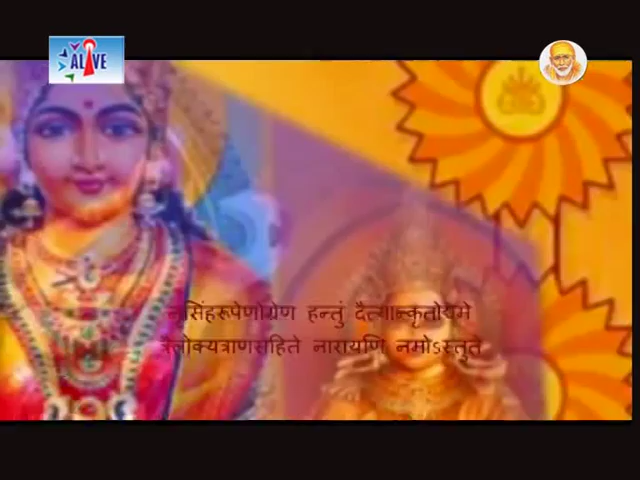 ALIVE
नृसिंहरूपेणोग्रेण हन्तुं दैत्यान्कृतोद्यमे
त्रैलोक्यत्राणसहिते नारायणि नमोऽस्तुते